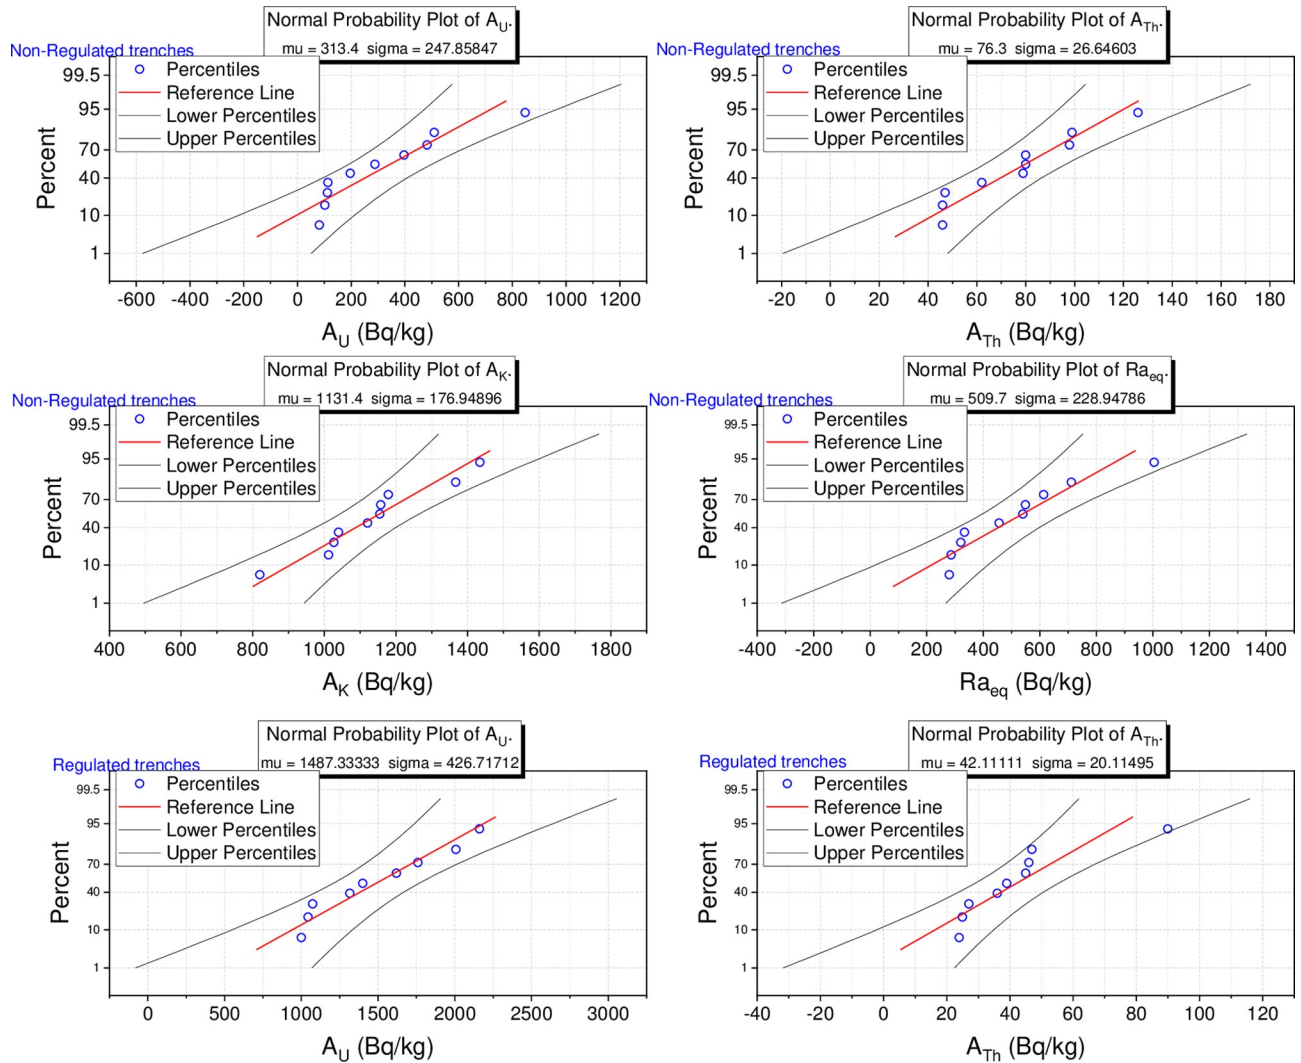 Normal Probability Plot of A_U.
mu = 313.4 sigma = 247.85847
Non-Regulated trenches
Percentiles
Reference Line
Lower Percentiles
Upper Percentiles
99.5
95
70
40
10
1
Percent
-600 -400 -200 0 200 400 600 800 1000 1200
A_U (Bq/kg)
Normal Probability Plot of A_Th.
mu = 76.3 sigma = 26.64603
Non-Regulated trenches
Percentiles
Reference Line
Lower Percentiles
Upper Percentiles
99.5
95
70
40
10
1
Percent
-20 0 20 40 60 80 100 120 140 160 180
A_Th (Bq/kg)
Normal Probability Plot of A_K.
mu = 1131.4 sigma = 176.94896
Non-Regulated trenches
Percentiles
Reference Line
Lower Percentiles
Upper Percentiles
99.5
95
70
40
10
1
Percent
400 600 800 1000 1200 1400 1600 1800
A_K (Bq/kg)
Normal Probability Plot of Ra_eq.
mu = 509.7 sigma = 228.94786
Non-Regulated trenches
Percentiles
Reference Line
Lower Percentiles
Upper Percentiles
99.5
95
70
40
10
1
Percent
-400 -200 0 200 400 600 800 1000 1200 1400
Ra_eq (Bq/kg)
Normal Probability Plot of A_U.
mu = 1487.33333 sigma = 426.71712
Regulated trenches
Percentiles
Reference Line
Lower Percentiles
Upper Percentiles
99.5
95
70
40
10
1
Percent
0 500 1000 1500 2000 2500 3000
A_U (Bq/kg)
Normal Probability Plot of A_Th.
mu = 42.11111 sigma = 20.11495
Regulated trenches
Percentiles
Reference Line
Lower Percentiles
Upper Percentiles
99.5
95
70
40
10
1
Percent
-40 -20 0 20 40 60 80 100 120
A_Th (Bq/kg)